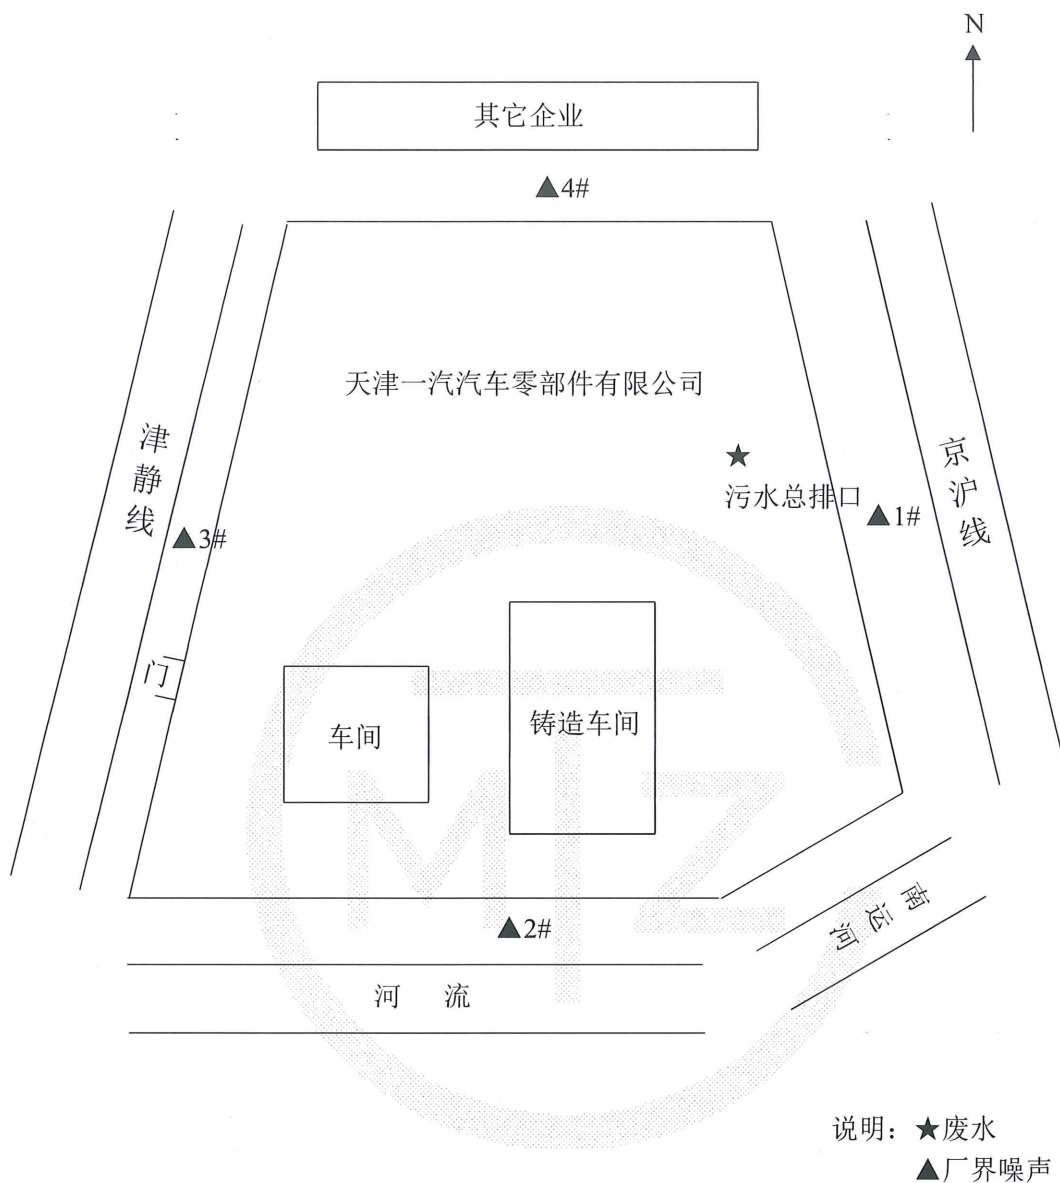 N
其它企业
▲4#
天津一汽汽车零部件有限公司
津静线
京沪线
★
污水总排口
▲1#
▲3#
门
车间
铸造车间
▲2#
南运河
河 流
MTZ
说明：★废水
▲厂界噪声